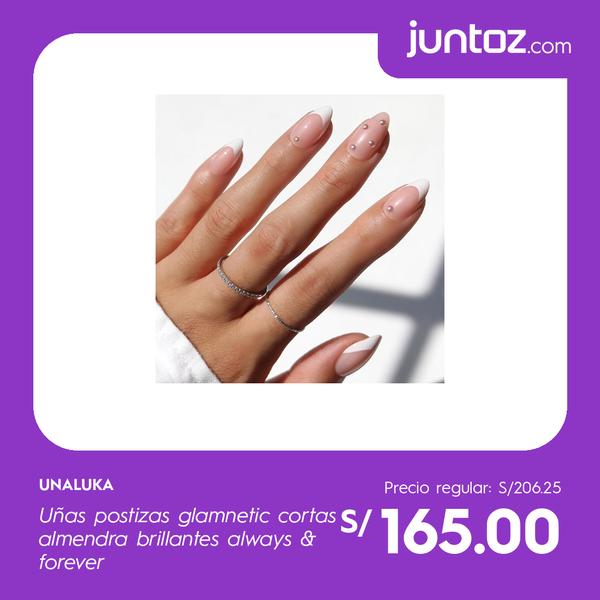 juntoz.com
UNALUKA
Uñas postizas glamnetic cortas
almendra brillantes always &
forever
Precio regular: S/206.25
S/ 165.00